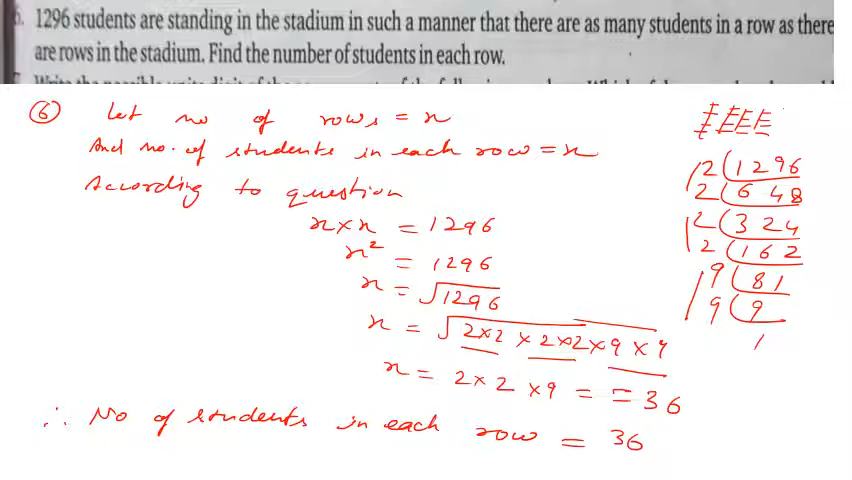 6. 1296 students are standing in the stadium in such a manner that there are as many students in a row as there
are rows in the stadium. Find the number of students in each row.
6 Let no of rows = x
And no. of students in each row = x
According to question
x × x = 1296
x² = 1296
x = √1296
x = √2×2 × 2×2×9 × 9
x = 2×2 ×9 = = 36
∴ No of students in each row = 36
2 1296
2 648
2 324
2 162
9 81
9 9
1